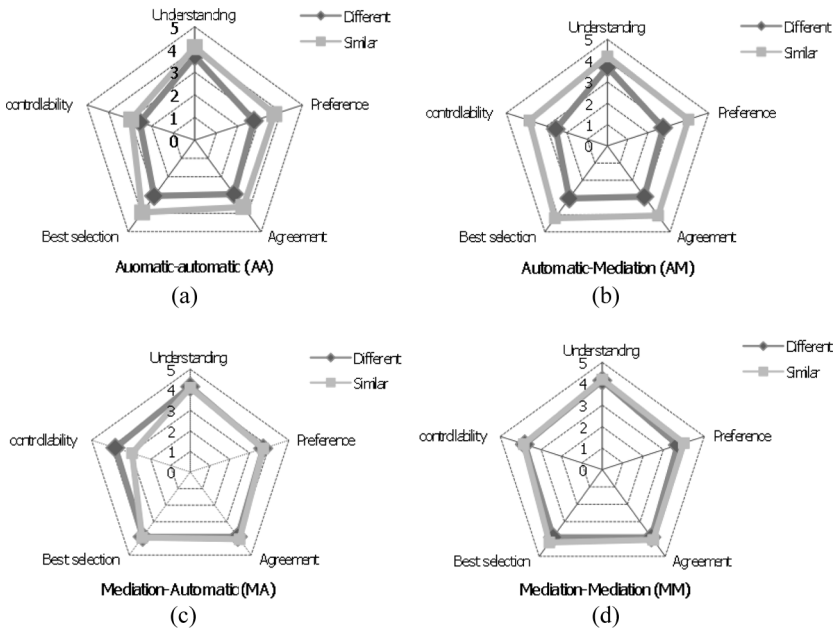 Understanding
5
4
3
2
1
0
Different
Similar
controllability
Preference
Best selection
Agreement
Auomatic-automatic (AA)
(a)
Understanding
5
4
3
2
1
0
Different
Similar
controllability
Preference
Best selection
Agreement
Automatic-Mediation (AM)
(b)
Understanding
5
4
3
2
1
0
Different
Similar
controllability
Preference
Best selection
Agreement
Mediation-Automatic (MA)
(c)
Understanding
5
4
3
2
1
0
Different
Similar
controllability
Preference
Best selection
Agreement
Mediation-Mediation (MM)
(d)